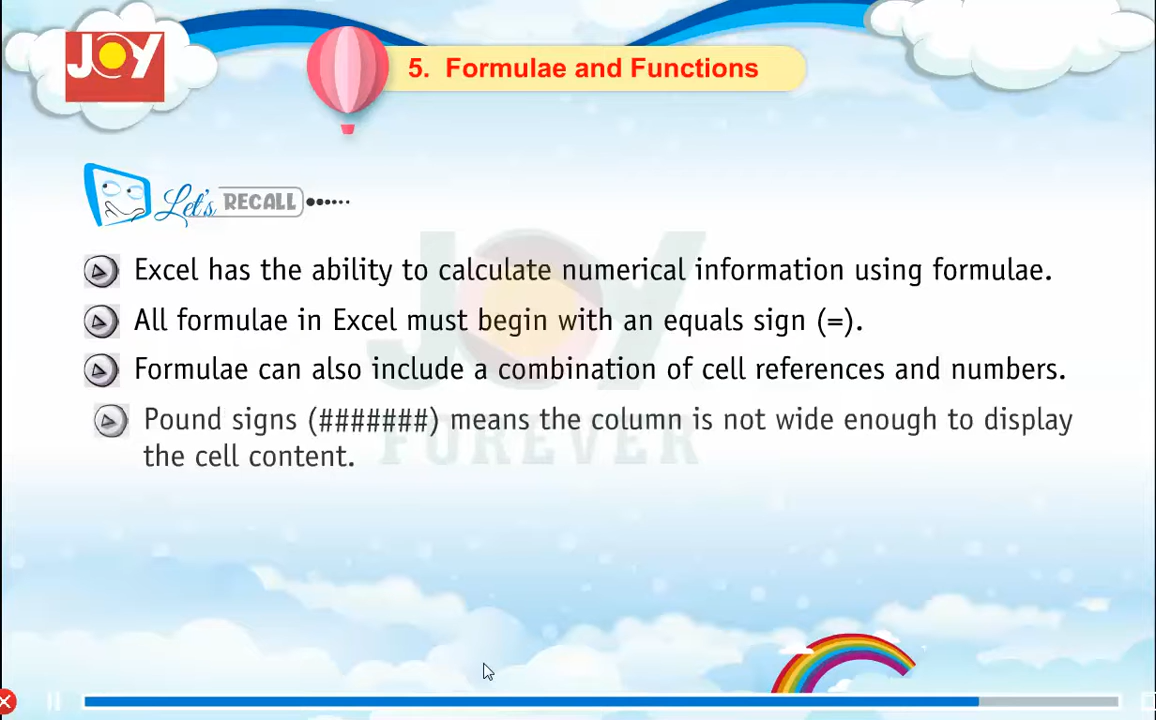 JOY
5. Formulae and Functions
Let's RECALL
Excel has the ability to calculate numerical information using formulae.
All formulae in Excel must begin with an equals sign (=).
Formulae can also include a combination of cell references and numbers.
Pound signs (#######) means the column is not wide enough to display
the cell content.
JOY
FOREVER